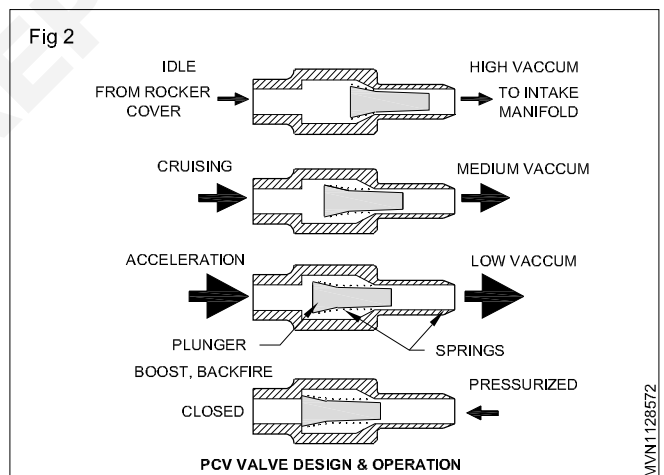 Fig 2
IDLE
HIGH VACCUM
FROM ROCKER
COVER
TO INTAKE
MANIFOLD
CRUISING
MEDIUM VACCUM
ACCELERATION
LOW VACCUM
PLUNGER
SPRINGS
BOOST, BACKFIRE
CLOSED
PRESSURIZED
PCV VALVE DESIGN & OPERATION
MVN1128572